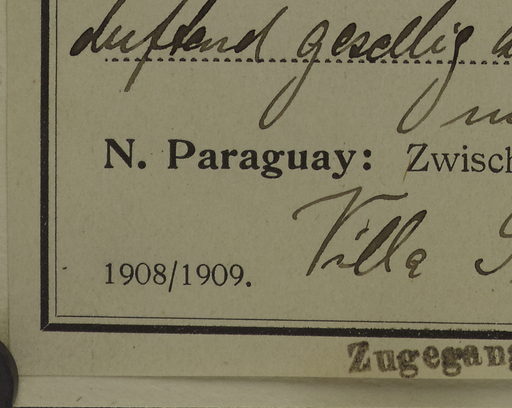 duftend gesellig
N. Paraguay: Zwisch
Villa
1908/1909.
Zugegang